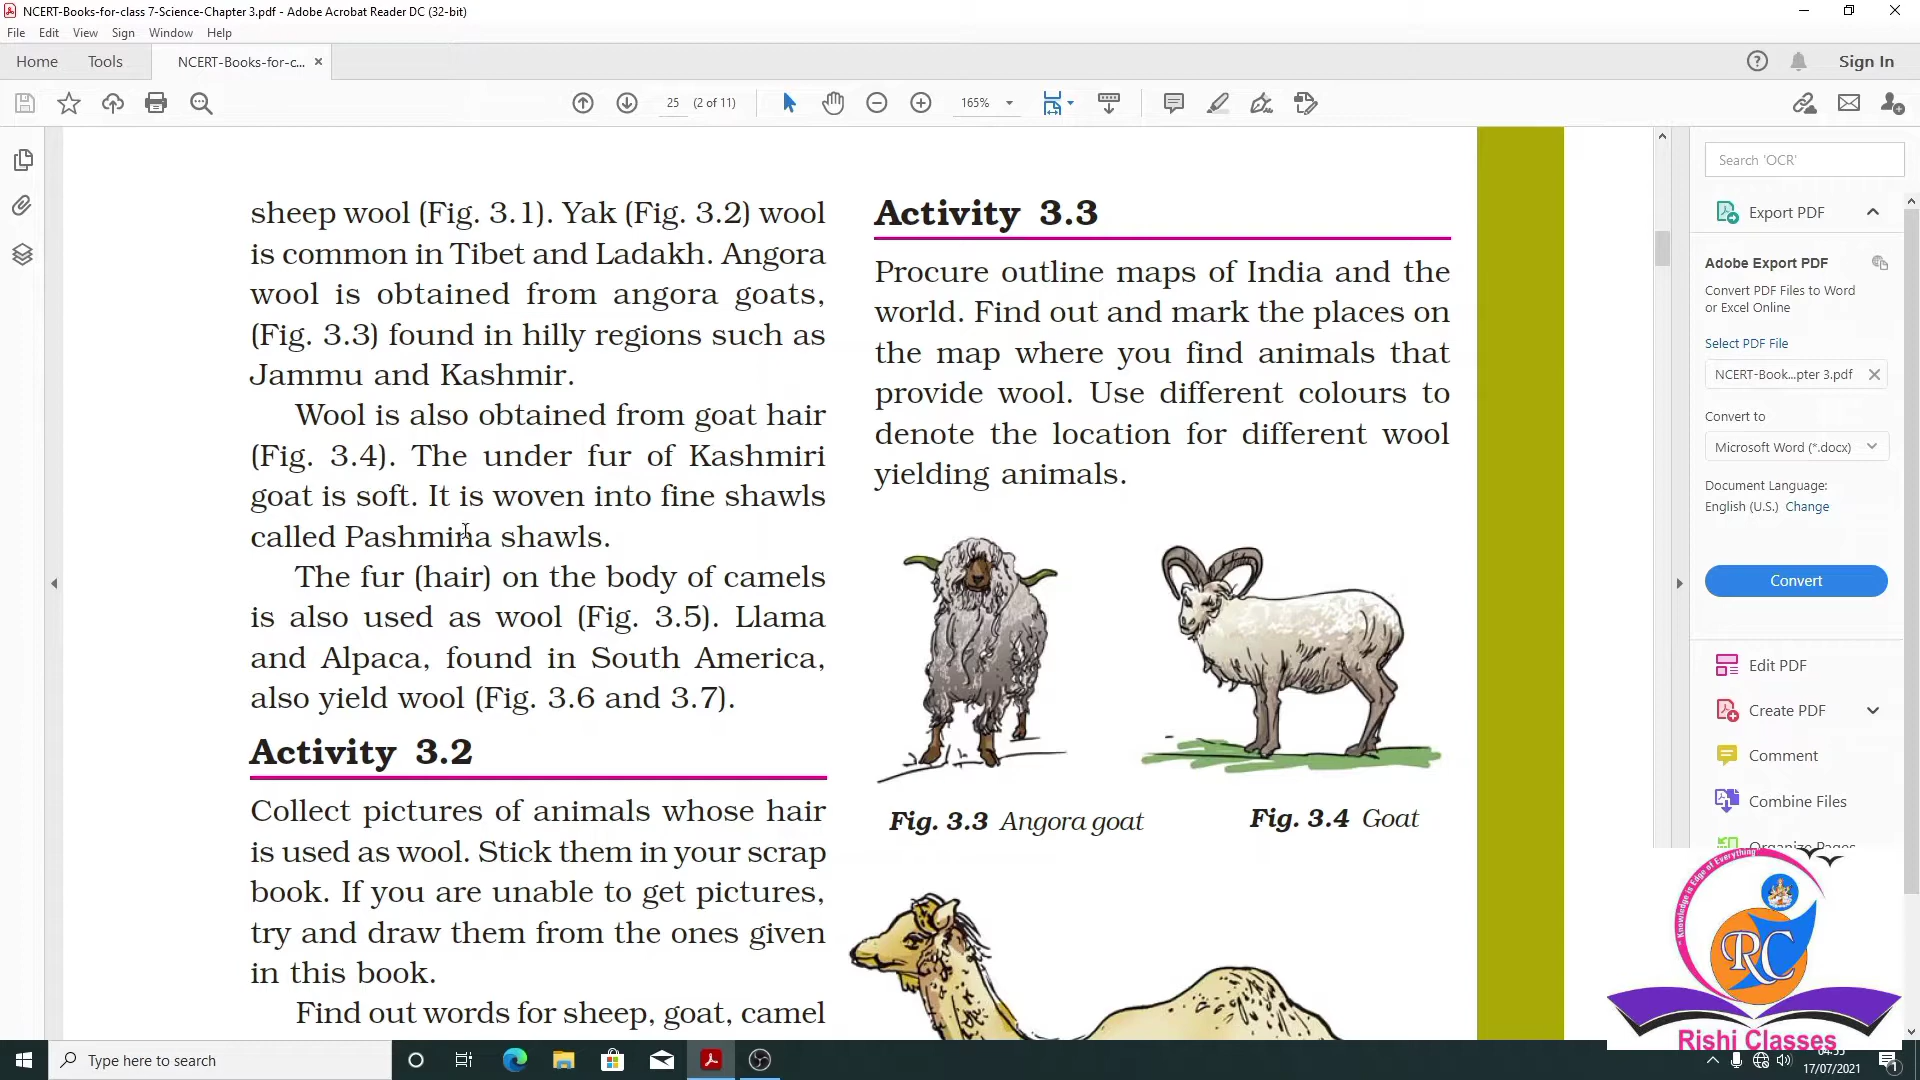 NCERT-Books-for-class 7-Science-Chapter 3.pdf - Adobe Acrobat Reader DC (32-bit)
File Edit View Sign Window Help
Home Tools NCERT-Books-for-c... Sign In
25 (2 of 11) 165%
sheep wool (Fig. 3.1). Yak (Fig. 3.2) wool
is common in Tibet and Ladakh. Angora
wool is obtained from angora goats,
(Fig. 3.3) found in hilly regions such as
Jammu and Kashmir.
Wool is also obtained from goat hair
(Fig. 3.4). The under fur of Kashmiri
goat is soft. It is woven into fine shawls
called Pashmina shawls.
The fur (hair) on the body of camels
is also used as wool (Fig. 3.5). Llama
and Alpaca, found in South America,
also yield wool (Fig. 3.6 and 3.7).
Activity 3.2
Collect pictures of animals whose hair
is used as wool. Stick them in your scrap
book. If you are unable to get pictures,
try and draw them from the ones given
in this book.
Find out words for sheep, goat, camel
Activity 3.3
Procure outline maps of India and the
world. Find out and mark the places on
the map where you find animals that
provide wool. Use different colours to
denote the location for different wool
yielding animals.
Fig. 3.3 Angora goat
Fig. 3.4 Goat
Search 'OCR'
Export PDF
Adobe Export PDF
Convert PDF Files to Word
or Excel Online
Select PDF File
NCERT-Book...pter 3.pdf
Convert to
Microsoft Word (*.docx)
Document Language:
English (U.S.) Change
Convert
Edit PDF
Create PDF
Comment
Combine Files
Organize Pages
Knowledge is Edge of Everything
RC
Rishi Classes
Type here to search
17/07/2021
1